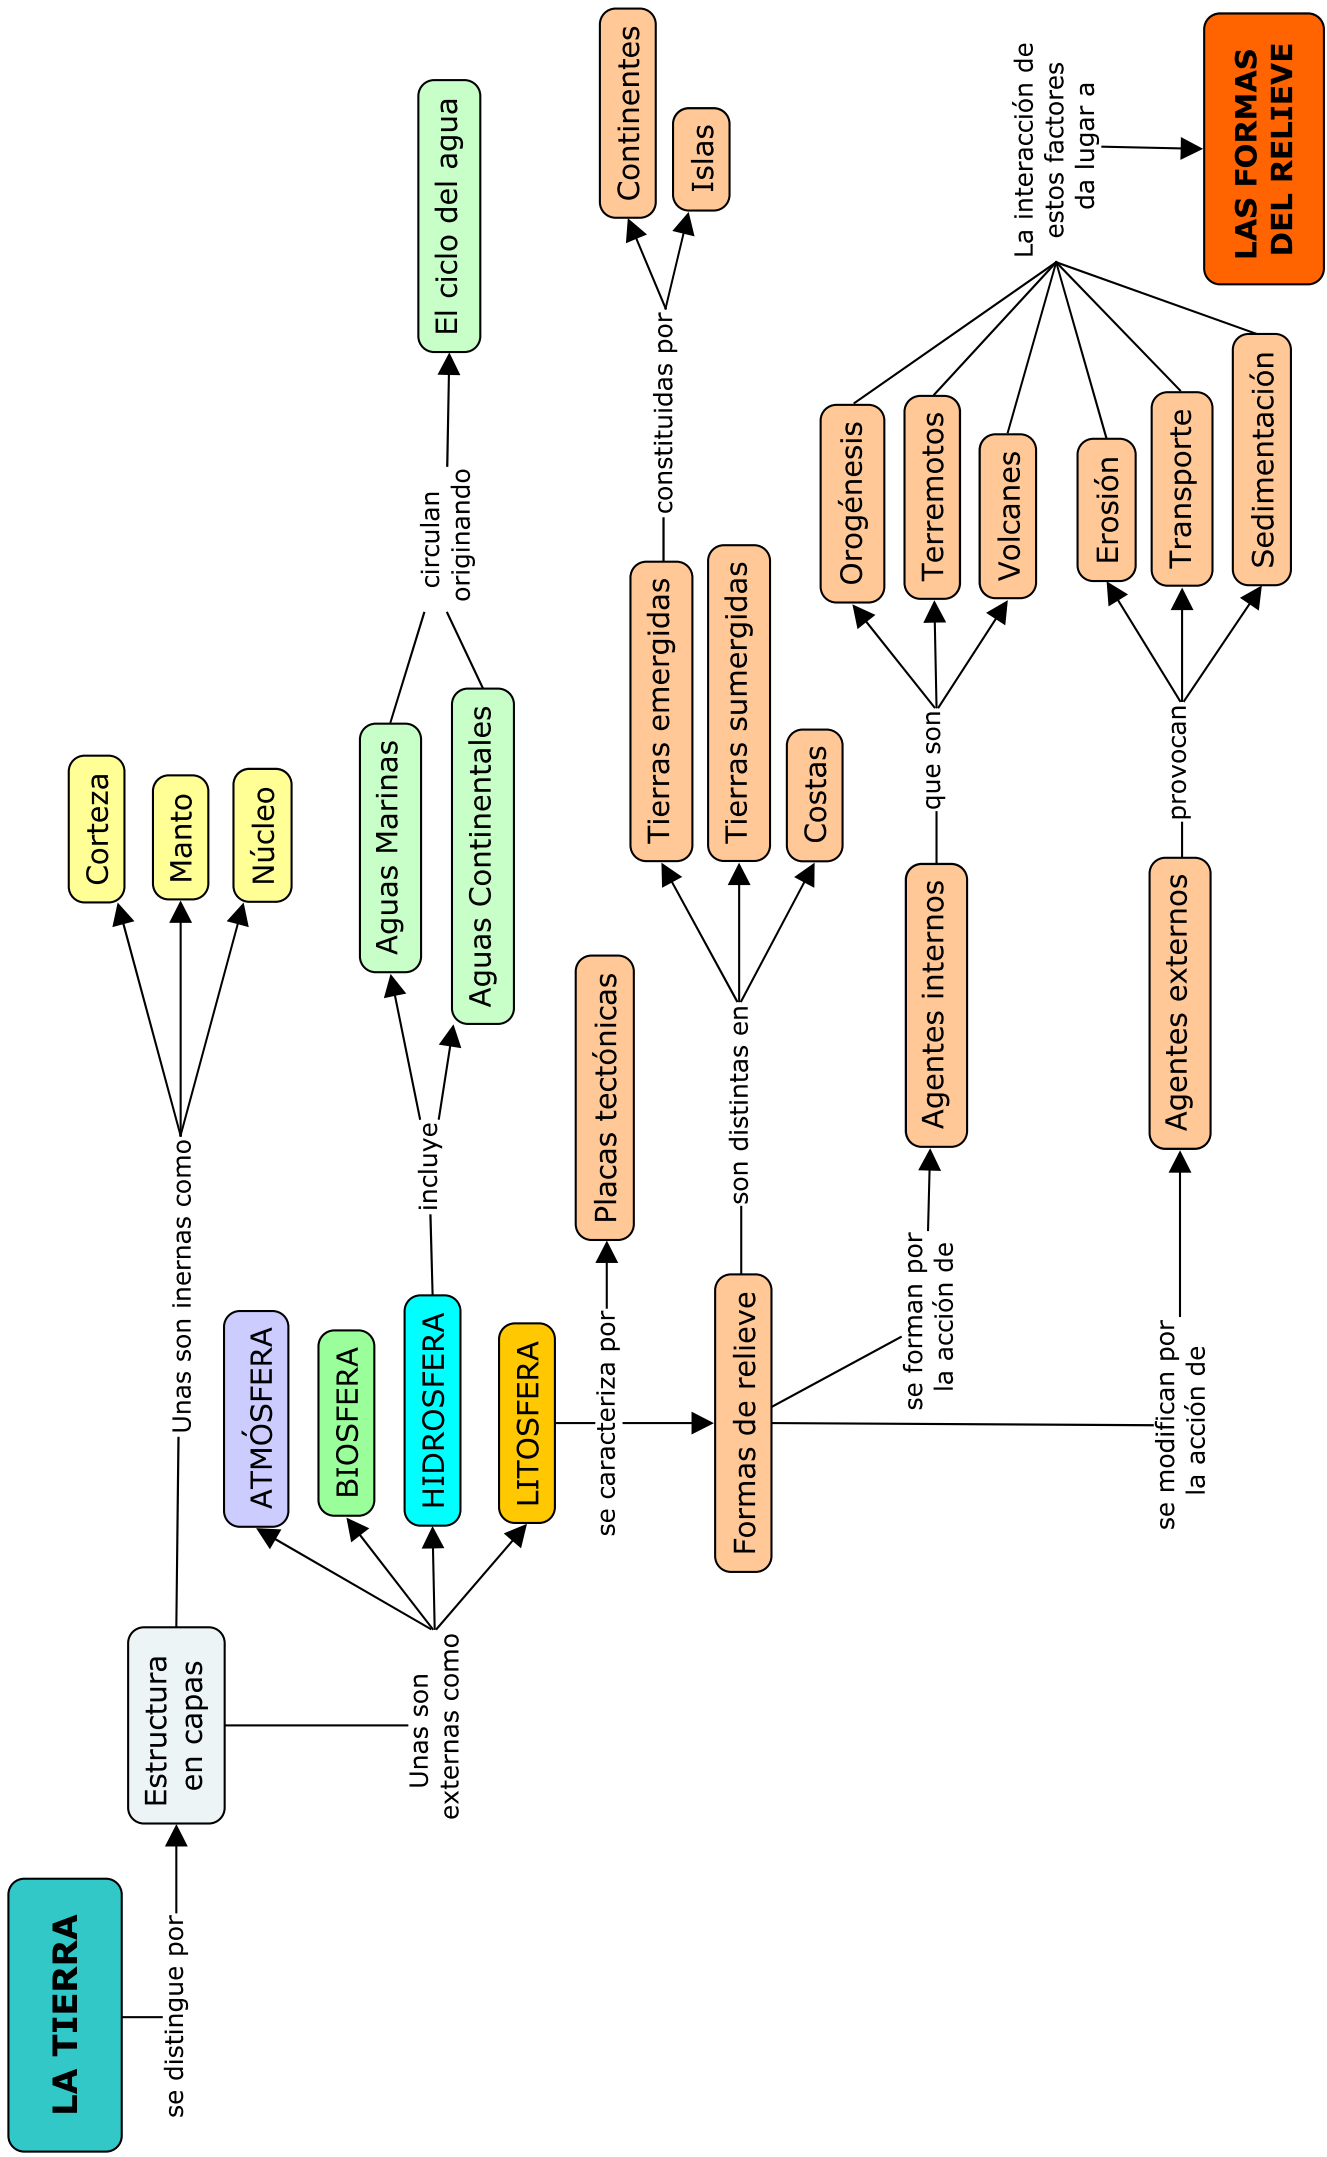 LA TIERRA
se distingue por
Estructura
en capas
Unas son inernas como
Corteza
Manto
Núcleo
Unas son
externas como
ATMÓSFERA
BIOSFERA
HIDROSFERA
LITOSFERA
incluye
Aguas Marinas
Aguas Continentales
circulan
originando
El ciclo del agua
se caracteriza por
Placas tectónicas
Formas de relieve
son distintas en
Tierras emergidas
Tierras sumergidas
Costas
constituidas por
Continentes
Islas
se forman por
la acción de
Agentes internos
que son
Orogénesis
Terremotos
Volcanes
se modifican por
la acción de
Agentes externos
provocan
Erosión
Transporte
Sedimentación
La interacción de
estos factores
da lugar a
LAS FORMAS
DEL RELIEVE